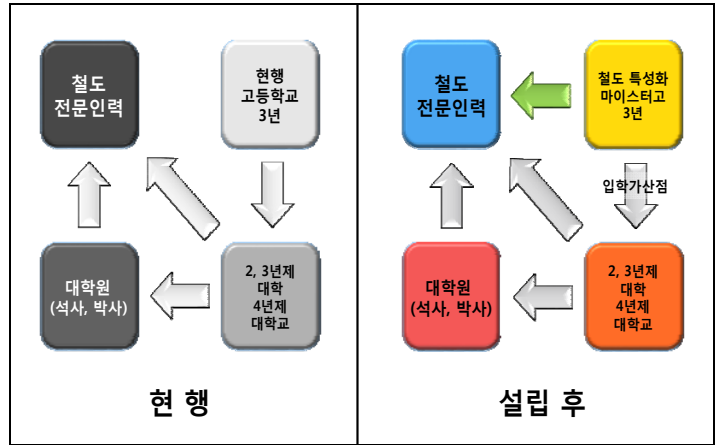 철도
전문인력
현행
고등학교
3년
대학원
(석사, 박사)
2, 3년제
대학
4년제
대학교
현 행
철도
전문인력
철도 특성화
마이스터고
3년
입학가산점
대학원
(석사, 박사)
2, 3년제
대학
4년제
대학교
설립 후